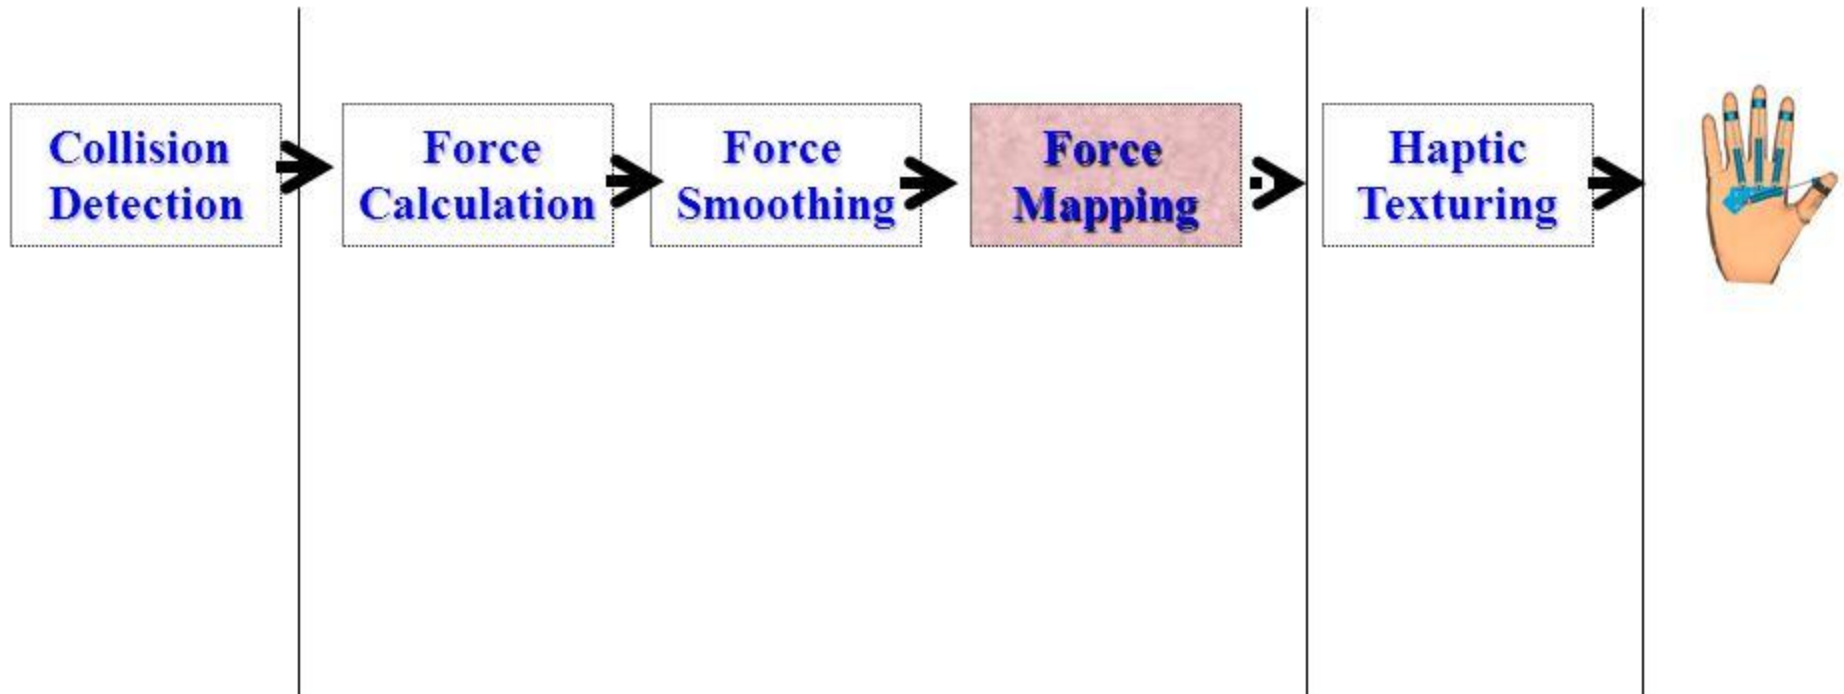 Collision
Detection
Force
Calculation
Force
Smoothing
Force
Mapping
Haptic
Texturing